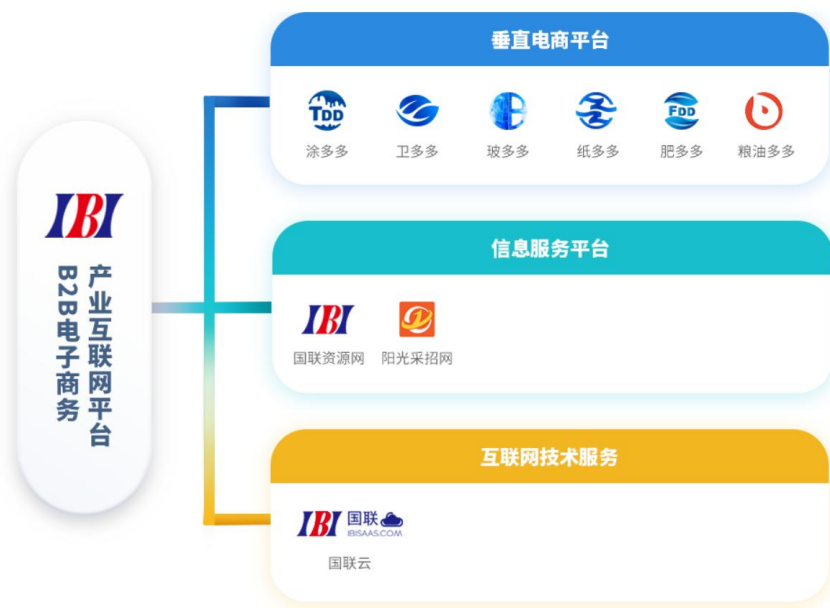 IBI
B2B电子商务
产业互联网平台
垂直电商平台
TDD
FDD
涂多多 卫多多 玻多多 纸多多 肥多多 粮油多多
信息服务平台
IBI
国联资源网 阳光采招网
互联网技术服务
IBI 国联
IBISAAS.COM
国联云